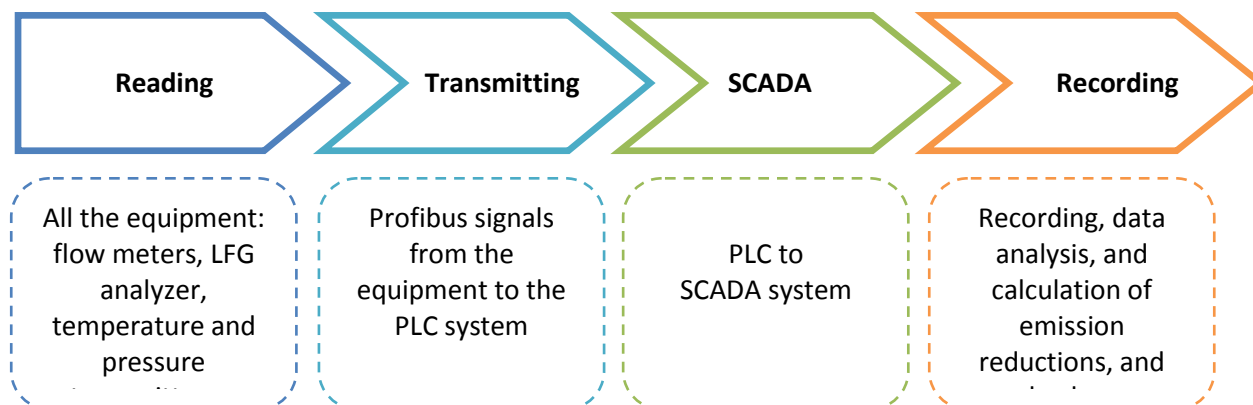 Reading
Transmitting
SCADA
Recording
All the equipment:
flow meters, LFG
analyzer,
temperature and
pressure
Profibus signals
from the
equipment to the
PLC system
PLC to
SCADA system
Recording, data
analysis, and
calculation of
emission
reductions, and